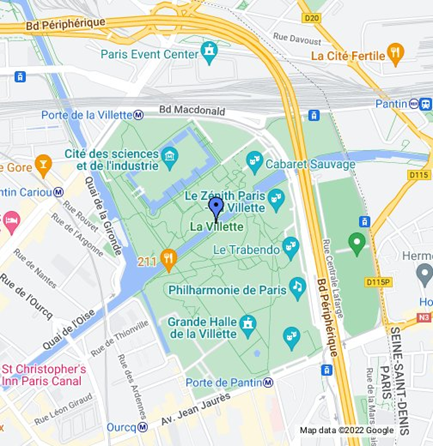 Bd Périphérique
D20
Rue Davoust
Paris Event Center
La Cité Fertile
Pantin
Bd Macdonald
Porte de la Villette
Cité des sciences
et de l'industrie
Cabaret Sauvage
D115
Gore
ntin Cariou
Quai de la Gironde
Rue Rouvet
Rue de l'Argonne
Le Zénith Paris
Villette
La Villette
Le Trabendo
211
Rue de Nantes
Rue de l'Ourcq
Quai de l'Oise
Philharmonie de Paris
Bd Périphérique
Rue Centrale Lafarge
Herm
D115P
Ho
N3
Grande Halle
de la Villette
Rue de Thionville
St Christopher's
Inn Paris Canal
Rue des Ardennes
Porte de Pantin
SEINE-SAINT-DENIS
PARIS
Rue Léon Giraud
Av. Jean Jaurès
Ourcq
Rue de la Mars
Map data ©2022 Google